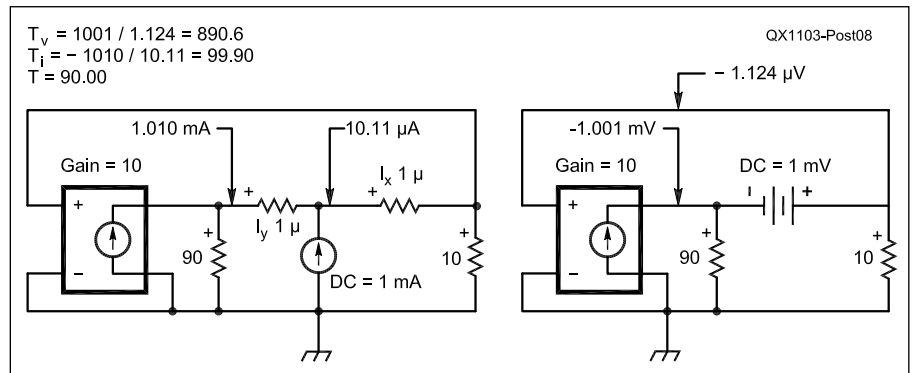 T_v = 1001 / 1.124 = 890.6
T_i = – 1010 / 10.11 = 99.90
T = 90.00
QX1103-Post08
– 1.124 µV
1.010 mA
10.11 µA
-1.001 mV
Gain = 10
I_x 1 µ
Gain = 10
DC = 1 mV
+
+
+
+
I_y 1 µ
+
+
+
90
+
10
DC = 1 mA
–
+
90
+
10
–